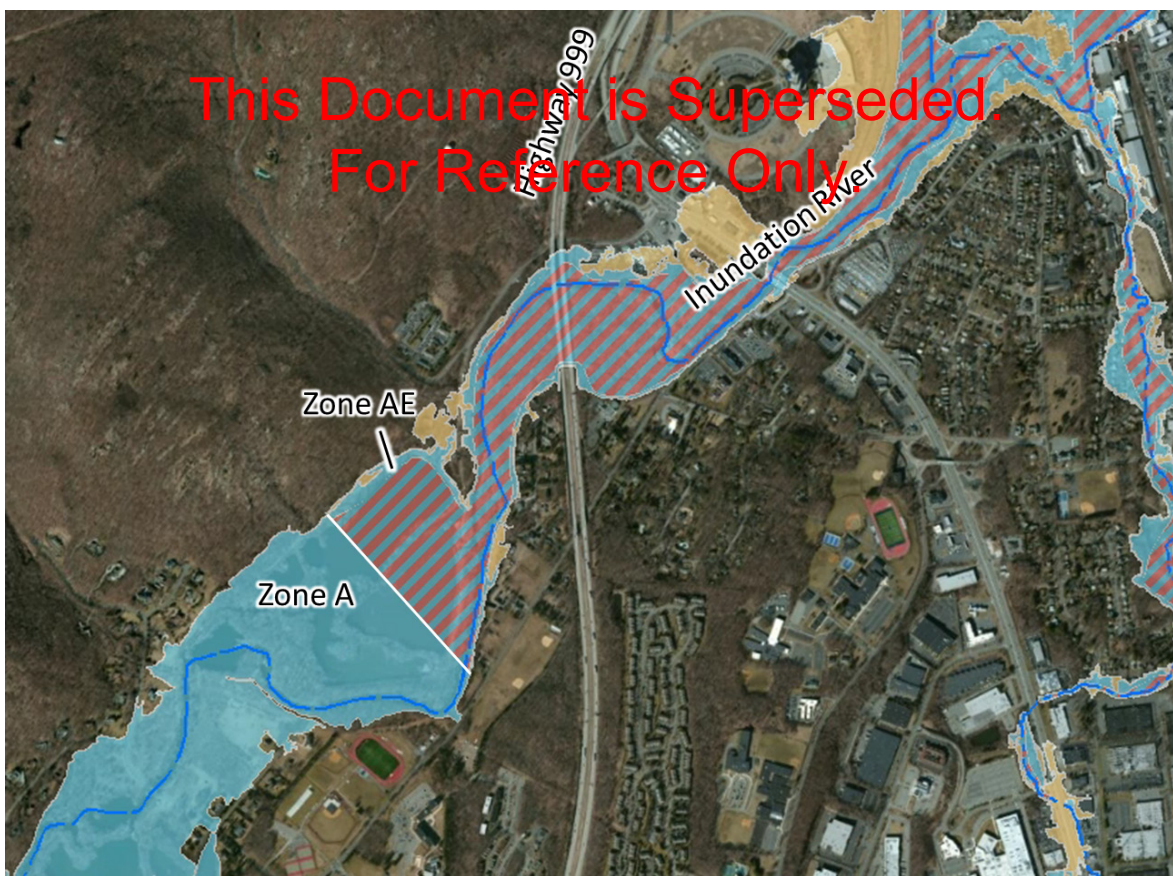 This Document is Superseded.
For Reference Only.
Highway 999
Inundation River
Zone AE
Zone A